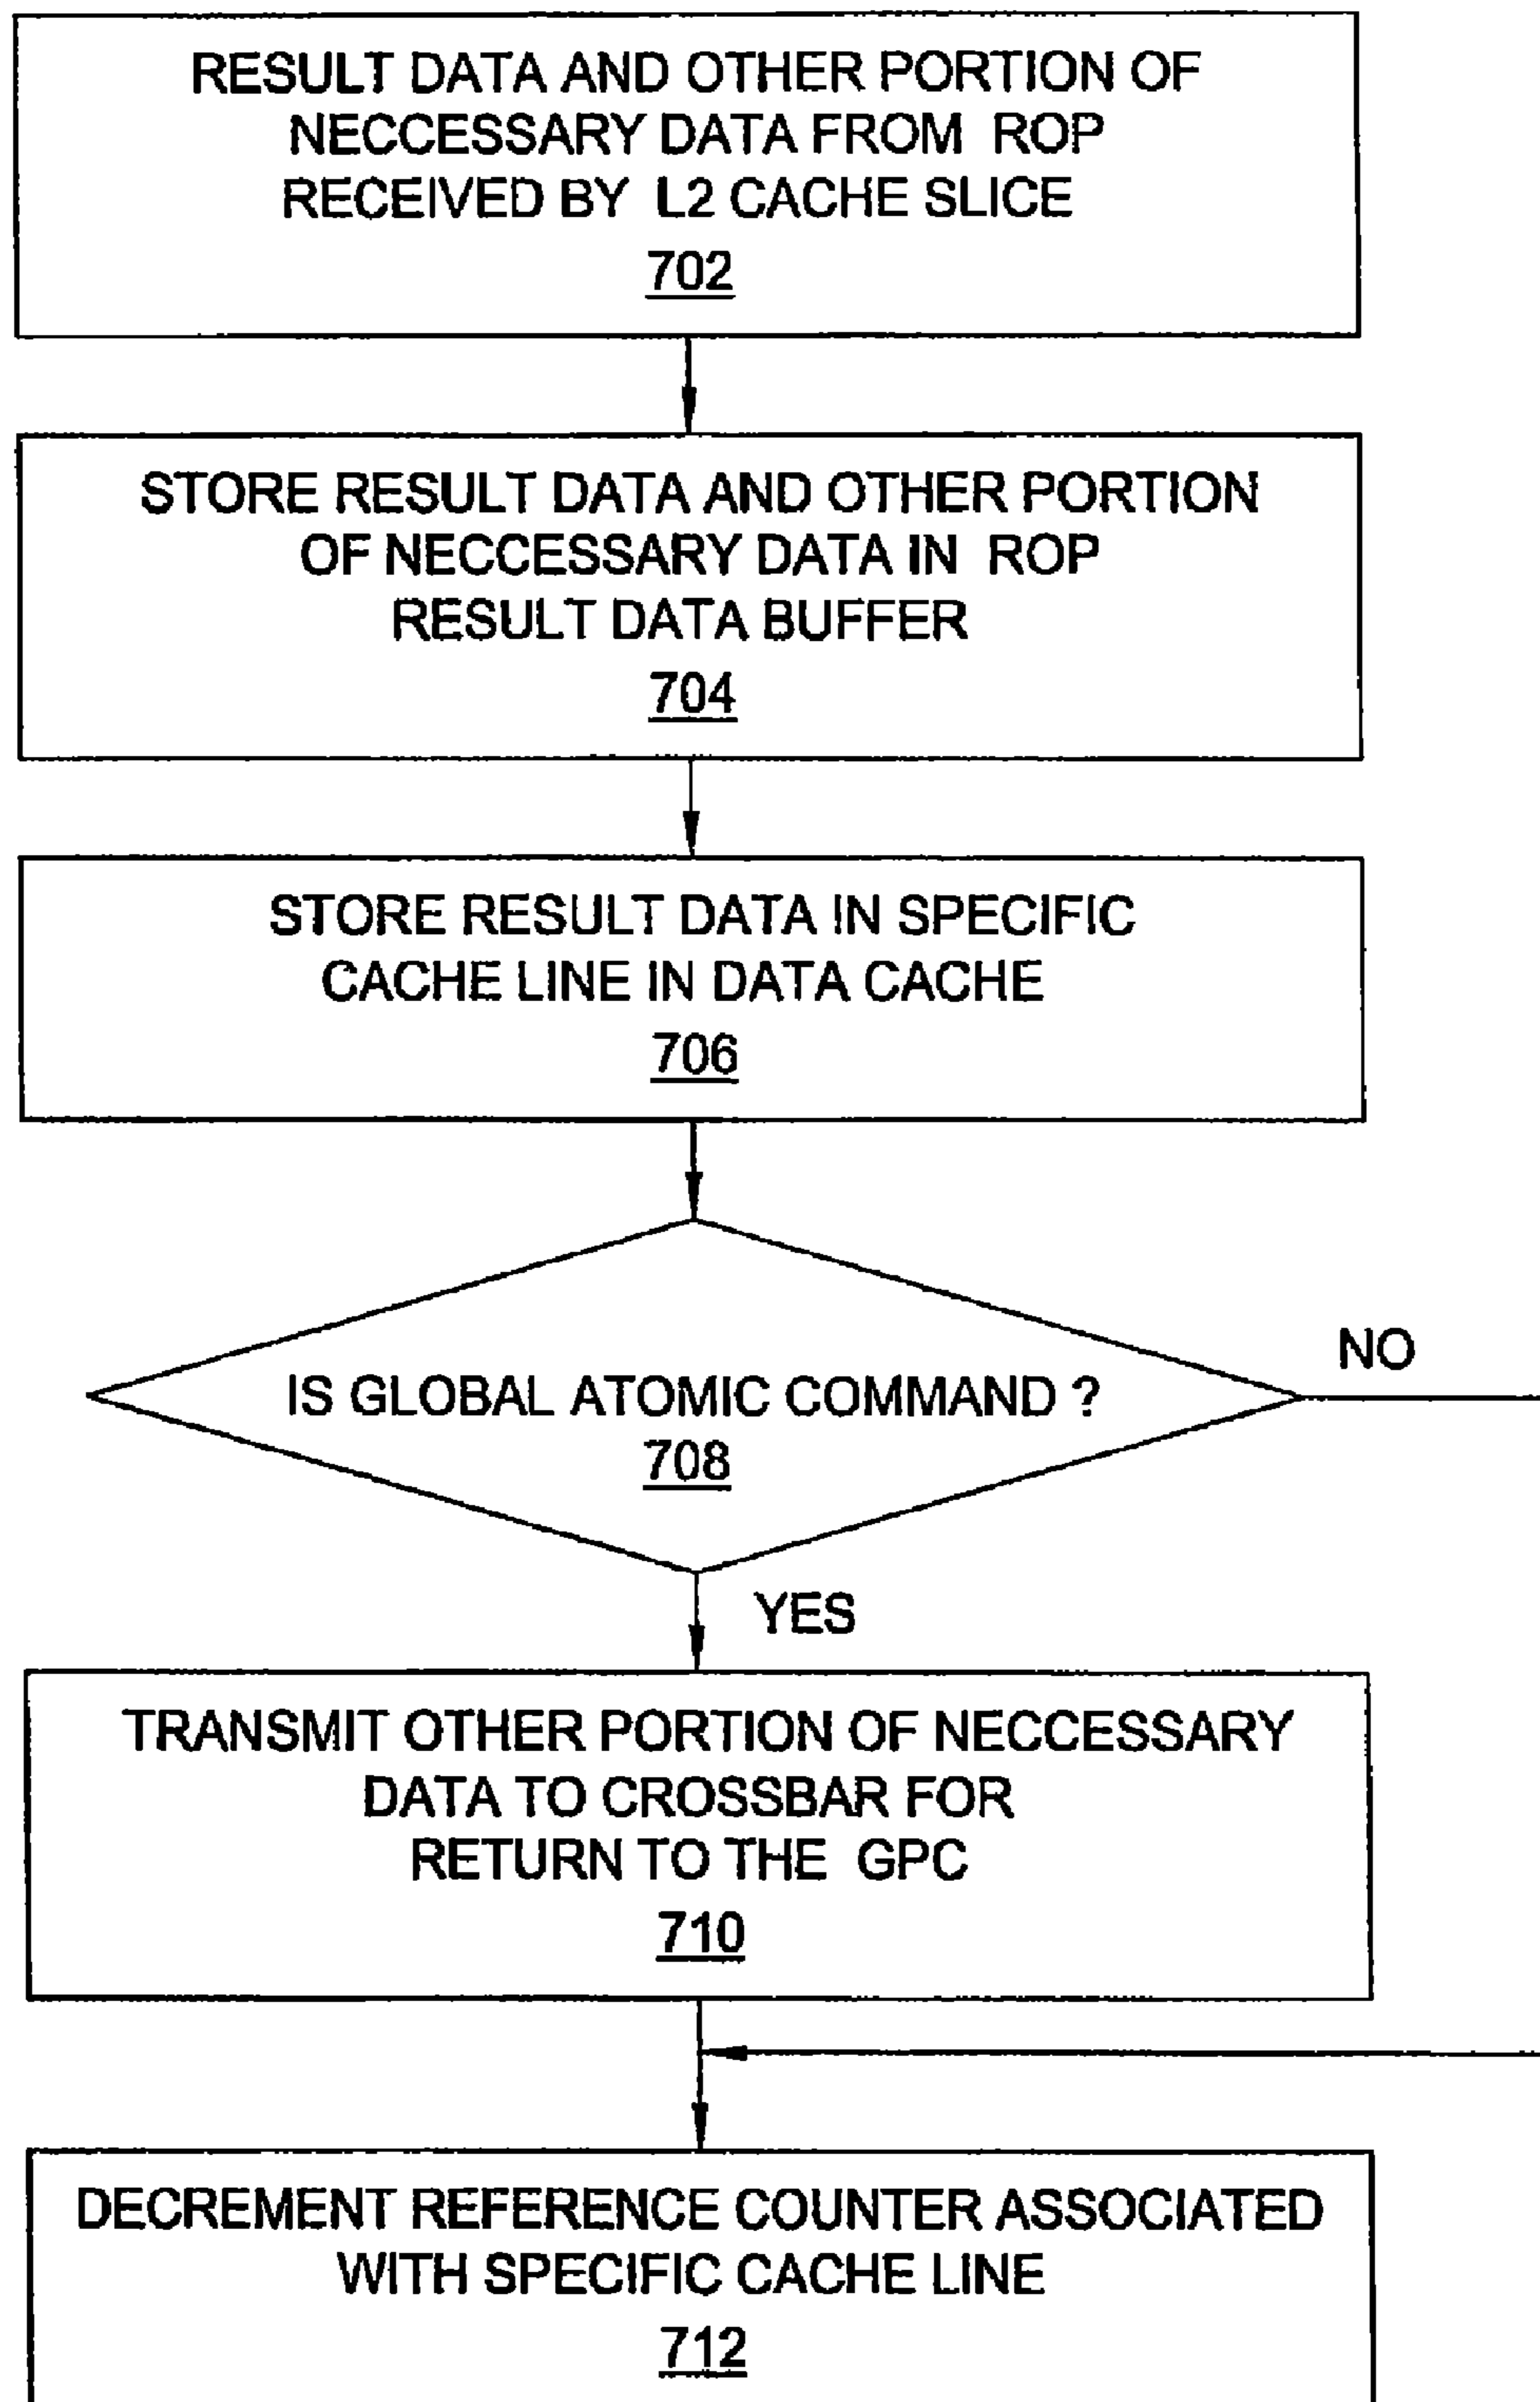 RESULT DATA AND OTHER PORTION OF
NECCESSARY DATA FROM ROP
RECEIVED BY L2 CACHE SLICE
702
STORE RESULT DATA AND OTHER PORTION
OF NECCESSARY DATA IN ROP
RESULT DATA BUFFER
704
STORE RESULT DATA IN SPECIFIC
CACHE LINE IN DATA CACHE
706
NO
IS GLOBAL ATOMIC COMMAND ?
708
YES
TRANSMIT OTHER PORTION OF NECCESSARY
DATA TO CROSSBAR FOR
RETURN TO THE GPC
710
DECREMENT REFERENCE COUNTER ASSOCIATED
WITH SPECIFIC CACHE LINE
712